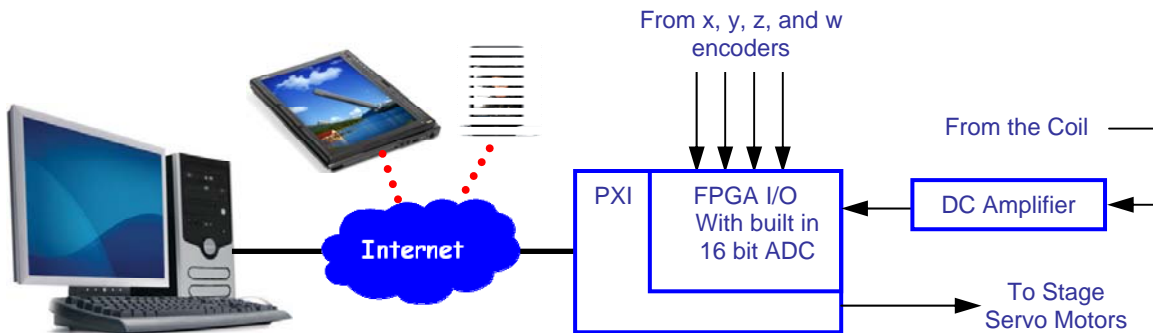 From x, y, z, and w
encoders
From the Coil
PXI
FPGA I/O
With built in
16 bit ADC
DC Amplifier
Internet
To Stage
Servo Motors